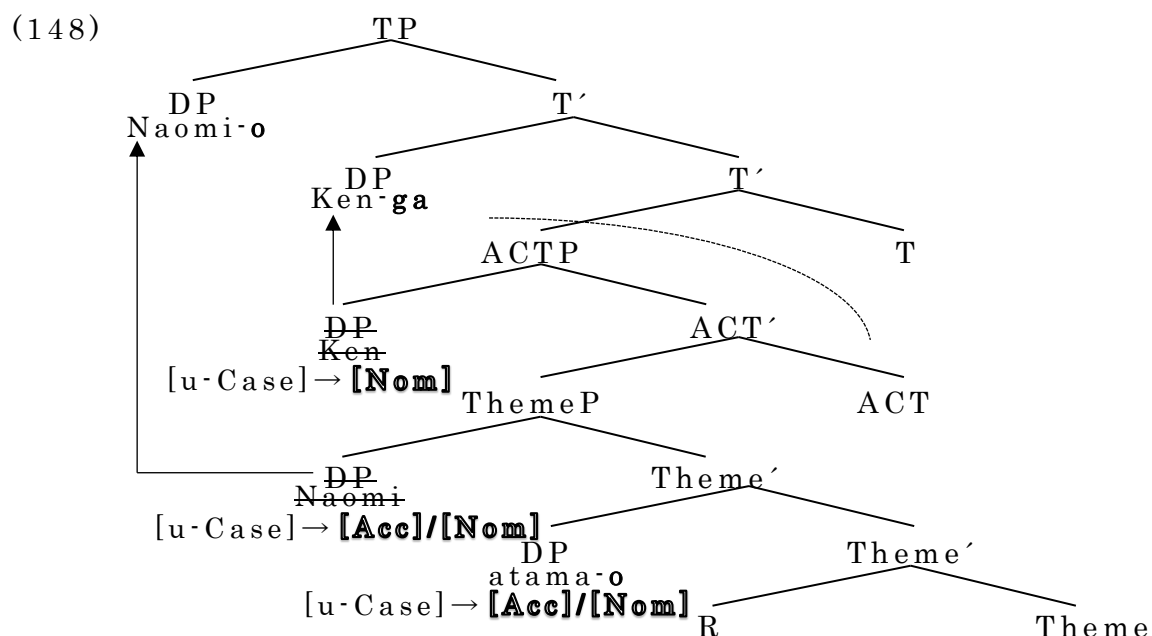 (148) TP
DP T´
Naomi-o
DP T´
Ken-ga
ACTP T
DP ACT´
Ken
[u-Case]→[Nom]
ThemeP ACT
DP Theme´
Naomi
[u-Case]→[Acc]/[Nom]
DP Theme´
atama-o
[u-Case]→[Acc]/[Nom]
R Theme